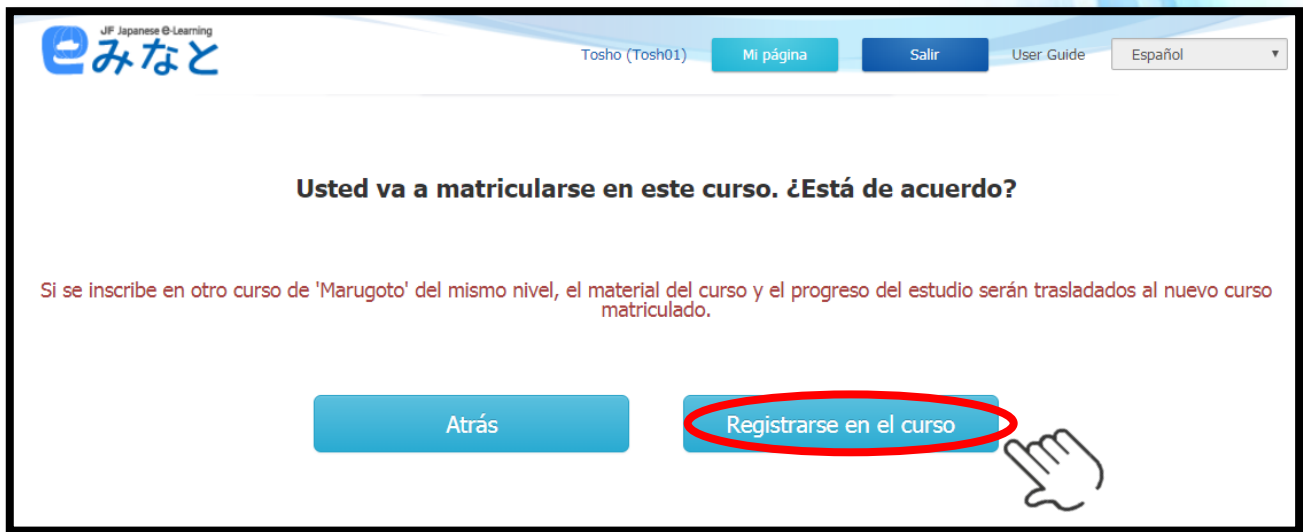 JF Japanese e-Learning
eみなと
Tosho (Tosh01) Mi página Salir User Guide Español
Usted va a matricularse en este curso. ¿Está de acuerdo?
Si se inscribe en otro curso de 'Marugoto' del mismo nivel, el material del curso y el progreso del estudio serán trasladados al nuevo curso
matriculado.
Atrás Registrarse en el curso